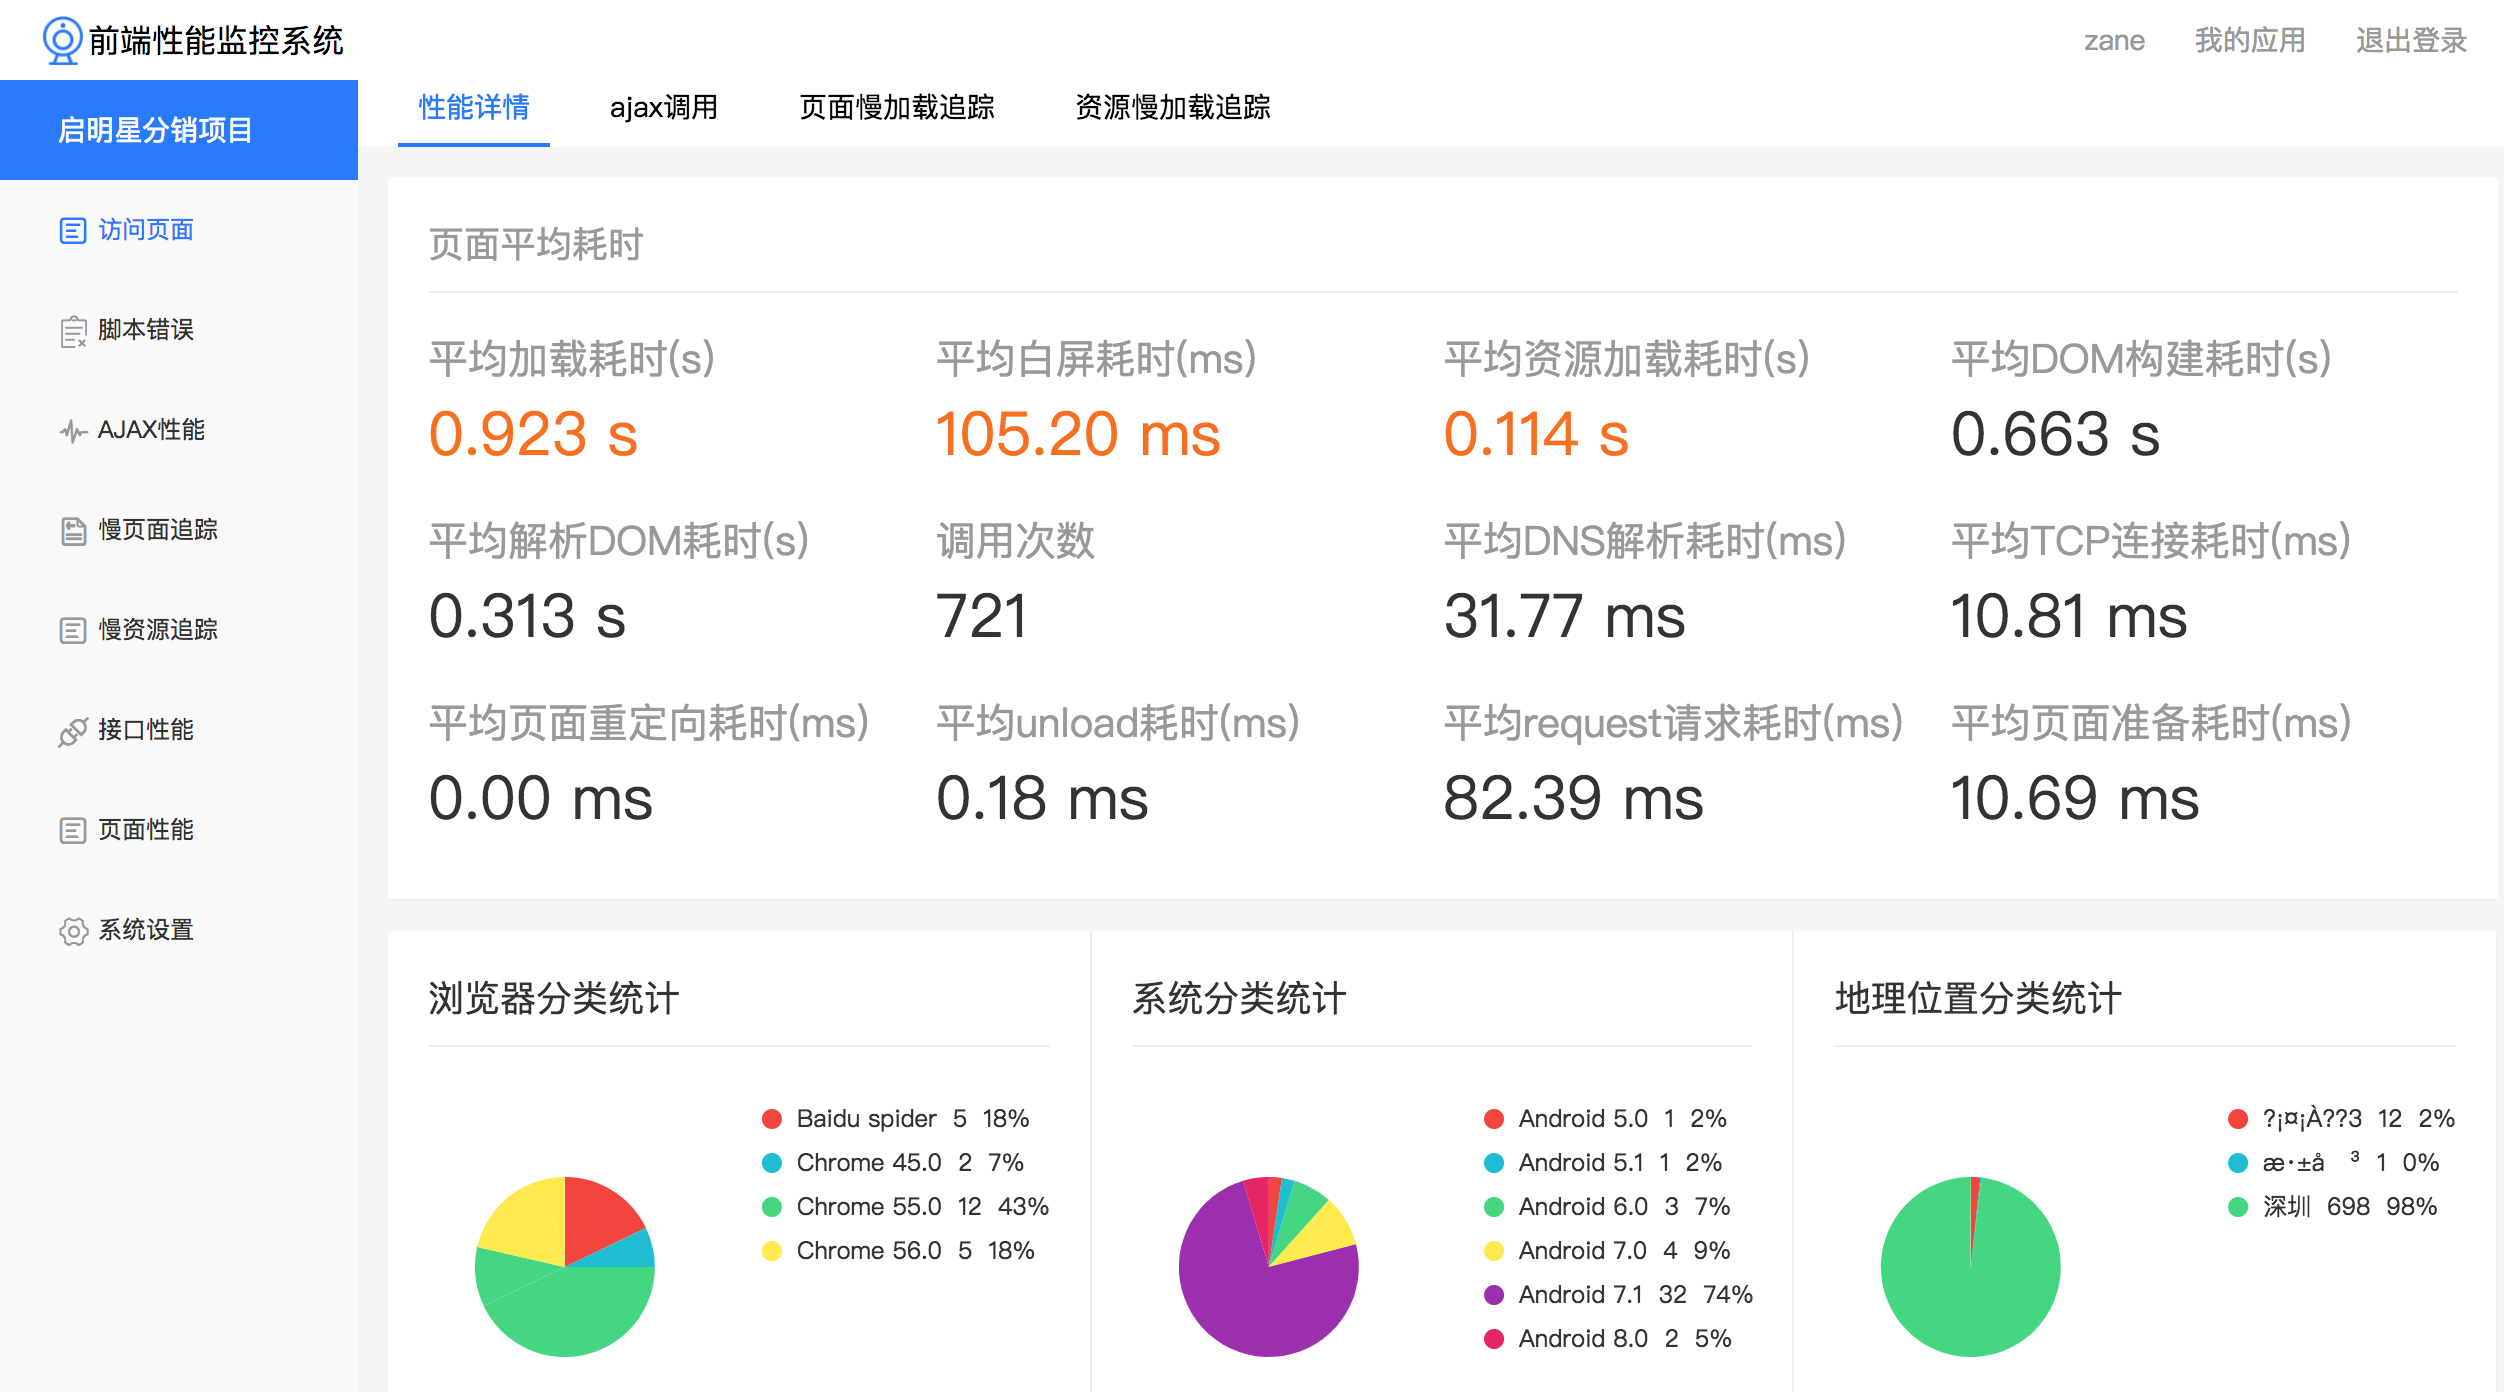 前端性能监控系统
zane 我的应用 退出登录
启明星分销项目
性能详情 ajax调用 页面慢加载追踪 资源慢加载追踪
访问页面
脚本错误
AJAX性能
慢页面追踪
慢资源追踪
接口性能
页面性能
系统设置
页面平均耗时
平均加载耗时(s) 平均白屏耗时(ms) 平均资源加载耗时(s) 平均DOM构建耗时(s)
0.923 s 105.20 ms 0.114 s 0.663 s
平均解析DOM耗时(s) 调用次数 平均DNS解析耗时(ms) 平均TCP连接耗时(ms)
0.313 s 721 31.77 ms 10.81 ms
平均页面重定向耗时(ms) 平均unload耗时(ms) 平均request请求耗时(ms) 平均页面准备耗时(ms)
0.00 ms 0.18 ms 82.39 ms 10.69 ms
浏览器分类统计
Baidu spider 5 18%
Chrome 45.0 2 7%
Chrome 55.0 12 43%
Chrome 56.0 5 18%
系统分类统计
Android 5.0 1 2%
Android 5.1 1 2%
Android 6.0 3 7%
Android 7.0 4 9%
Android 7.1 32 74%
Android 8.0 2 5%
地理位置分类统计
?¡¤¡À??3 12 2%
æ·±å ³ 1 0%
深圳 698 98%